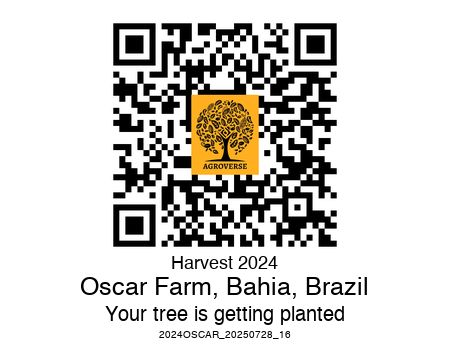 AGROVERSE
Harvest 2024
Oscar Farm, Bahia, Brazil
Your tree is getting planted
2024OSCAR_20250728_16